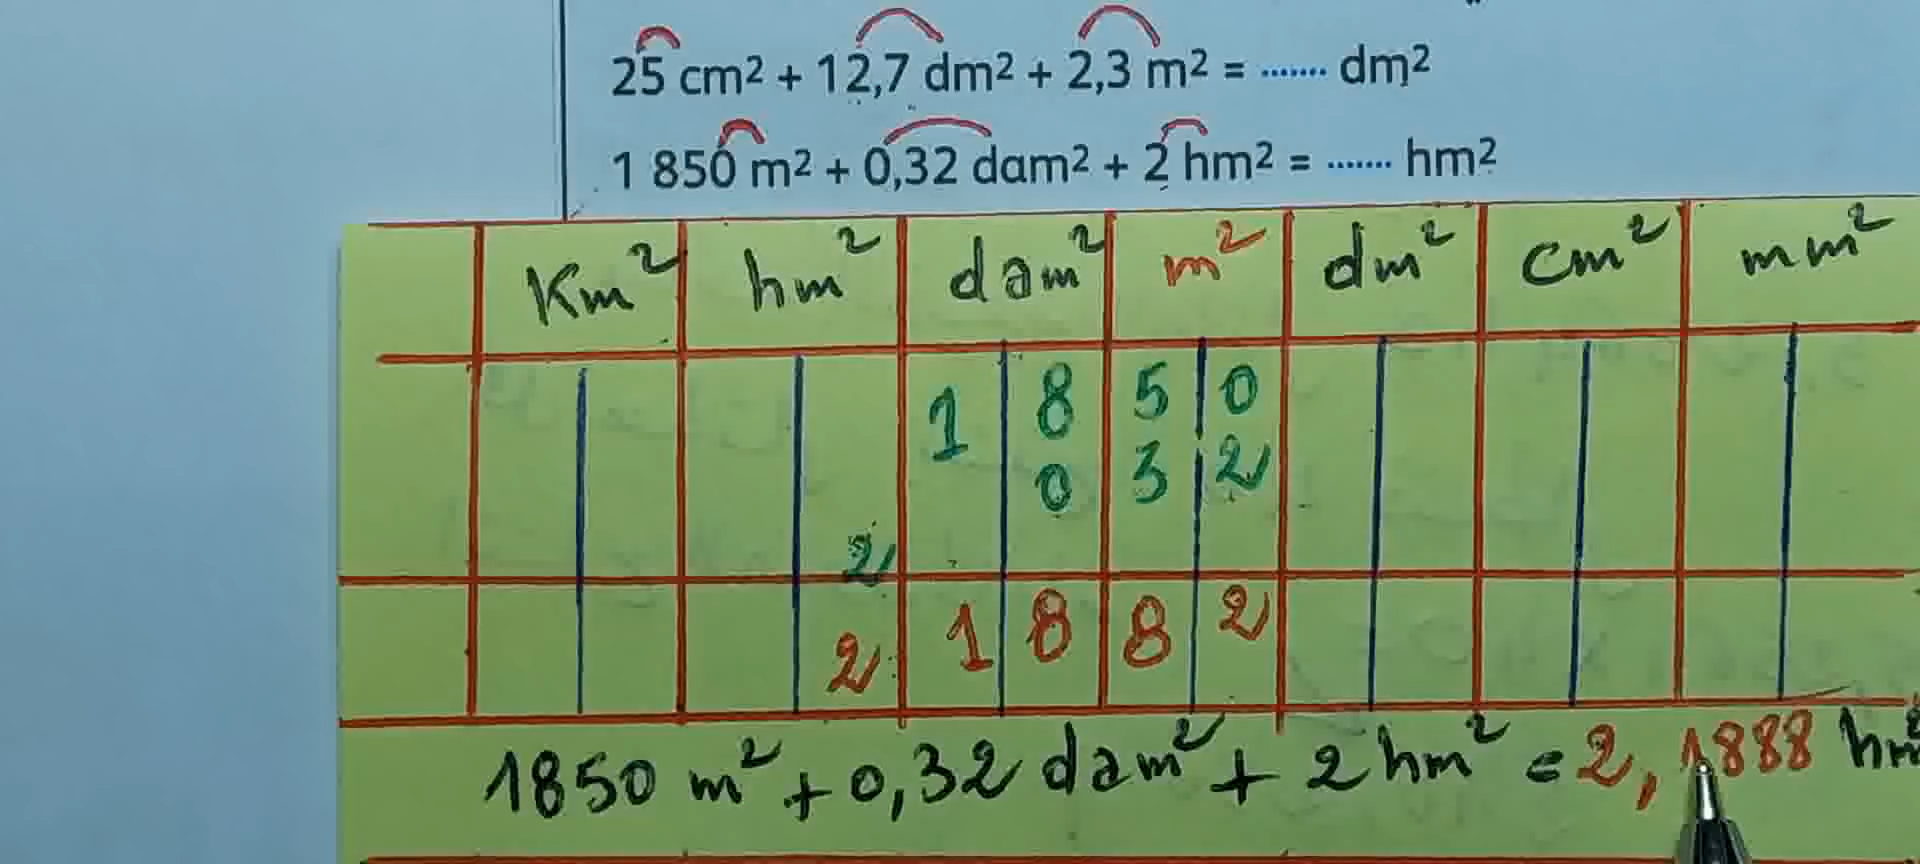 25 cm² + 12,7 dm² + 2,3 m² = ....... dm²
1 850 m² + 0,32 dam² + 2 hm² = ....... hm²
Km² hm² dam² m² dm² cm² mm²
1 8 5 0
0 3 2
2
2 1 8 8 2
1850 m² + 0,32 dam² + 2 hm² = 2,1888 hm²